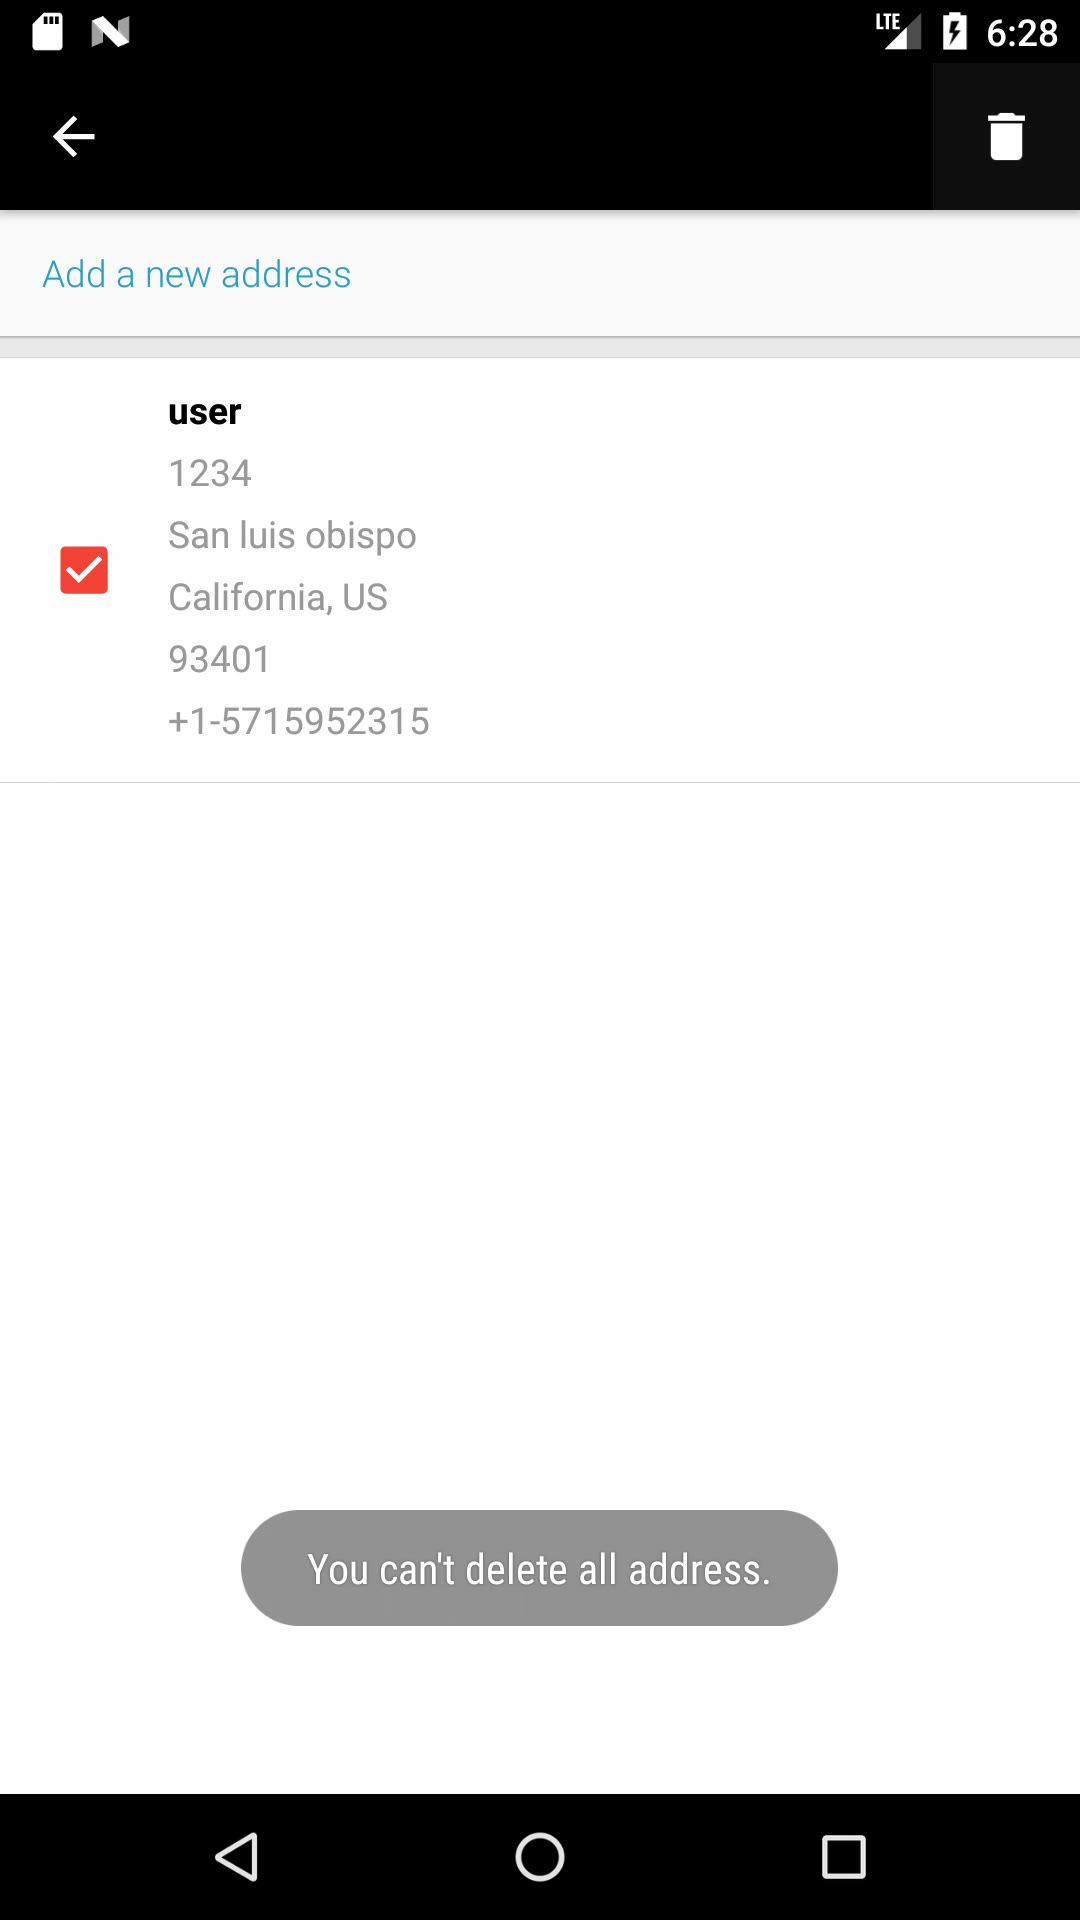 LTE 6:28
Add a new address
user
1234
San luis obispo
California, US
93401
+1-5715952315
You can't delete all address.